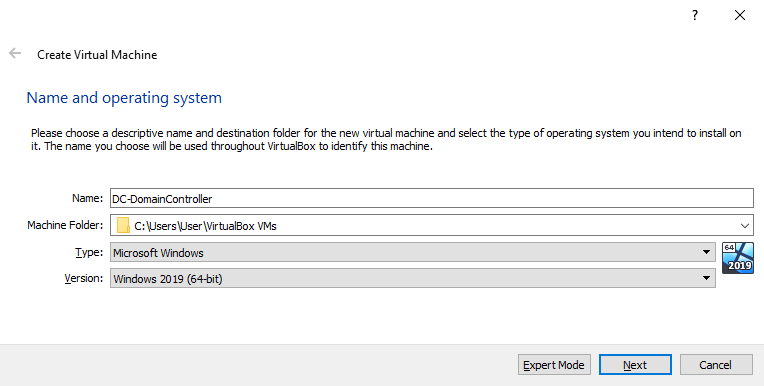 ?
Create Virtual Machine
Name and operating system
Please choose a descriptive name and destination folder for the new virtual machine and select the type of operating system you intend to install on
it. The name you choose will be used throughout VirtualBox to identify this machine.
Name: DC-DomainController
Machine Folder: C:\Users\User\VirtualBox VMs
Type: Microsoft Windows
64
2019
Version: Windows 2019 (64-bit)
Expert Mode Next Cancel